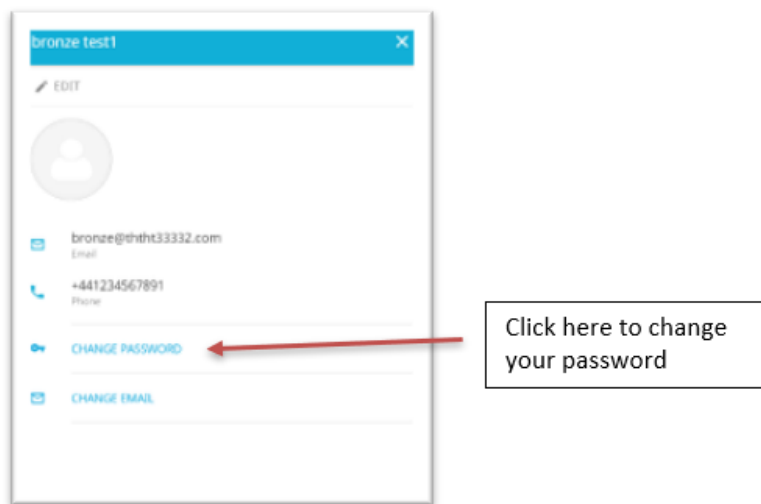 bronze test1
EDIT
bronze@ththt33332.com
Email
+441234567891
Phone
CHANGE PASSWORD
CHANGE EMAIL
Click here to change
your password